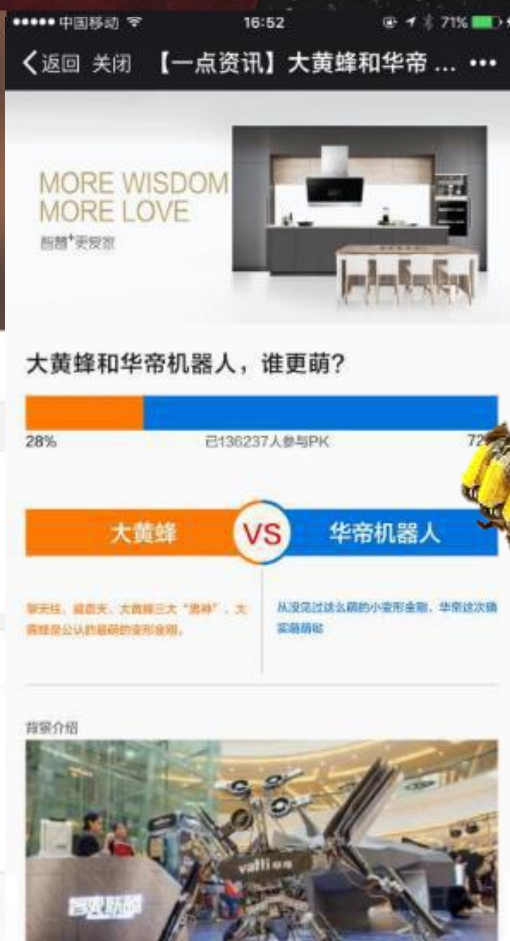 中国移动
16:52
71%
返回 关闭 【一点资讯】大黄蜂和华帝 ...
MORE WISDOM
MORE LOVE
智慧+更爱家
大黄蜂和华帝机器人，谁更萌？
28%
已136237人参与PK
大黄蜂
VS
华帝机器人
擎天柱、威震天、大黄蜂三大“男神”，大
黄蜂是公认的最萌的变形金刚。
从没见过这么萌的小变形金刚，华帝这次确
实萌萌哒
背景介绍
vatti